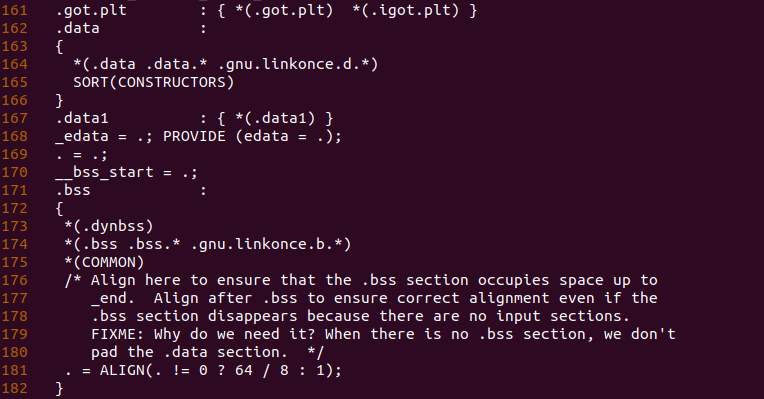 161   .got.plt        : { *(.got.plt)  *(.igot.plt) }
162   .data           :
163   {
164     *(.data .data.* .gnu.linkonce.d.*)
165     SORT(CONSTRUCTORS)
166   }
167   .data1          : { *(.data1) }
168   _edata = .; PROVIDE (edata = .);
169   . = .;
170   __bss_start = .;
171   .bss            :
172   {
173    *(.dynbss)
174    *(.bss .bss.* .gnu.linkonce.b.*)
175    *(COMMON)
176    /* Align here to ensure that the .bss section occupies space up to
177       _end.  Align after .bss to ensure correct alignment even if the
178       .bss section disappears because there are no input sections.
179       FIXME: Why do we need it? When there is no .bss section, we don't
180       pad the .data section.  */
181    . = ALIGN(. != 0 ? 64 / 8 : 1);
182   }